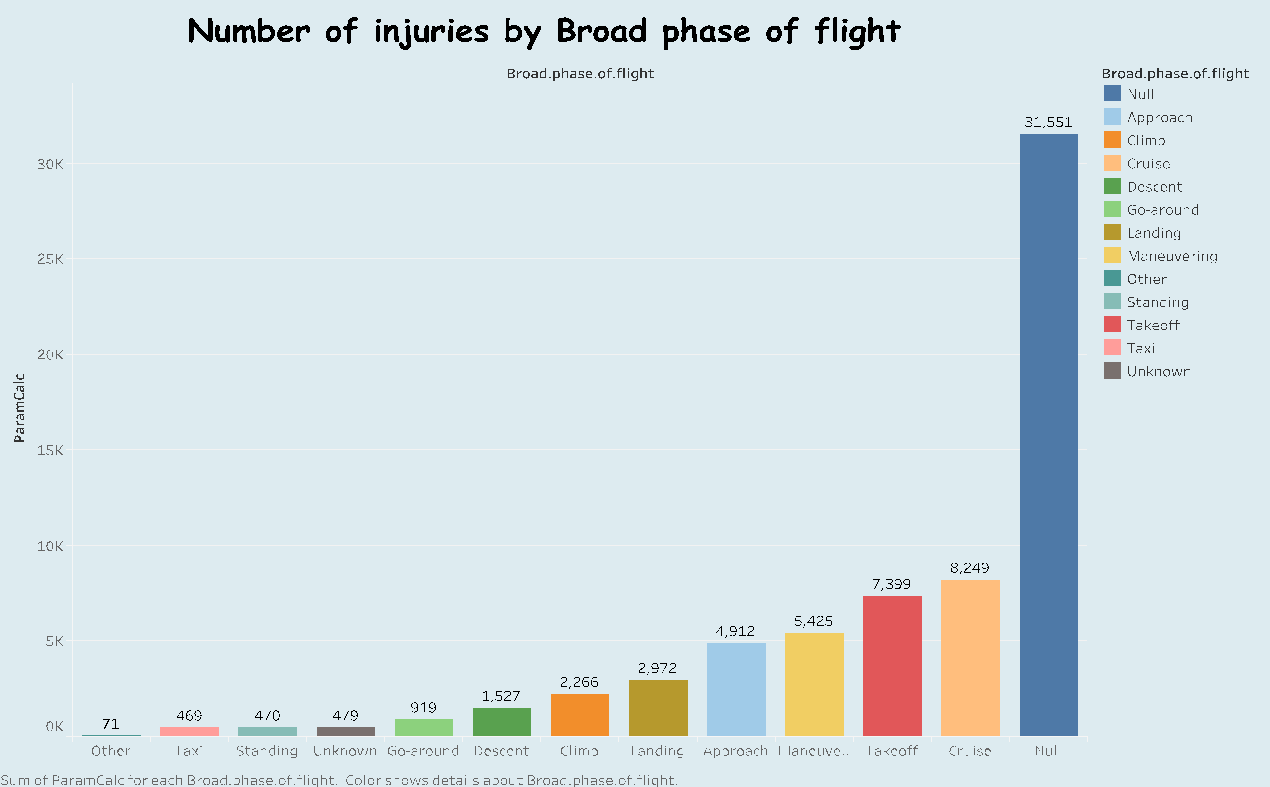 Number of injuries by Broad phase of flight
Broad.phase.of.flight
Broad.phase.of.flight
Null
Approach
Climb
Cruise
Descent
Go-around
Landing
Maneuvering
Other
Standing
Takeoff
Taxi
Unknown
ParamCalc
30K
25K
20K
15K
10K
5K
0K
71
469
470
479
919
1,527
2,266
2,972
4,912
5,425
7,399
8,249
31,551
Other Taxi Standing Unknown Go-around Descent Climb Landing Approach Maneuve.. Takeoff Cruise Null
Sum of ParamCalc for each Broad.phase.of.flight. Color shows details about Broad.phase.of.flight.